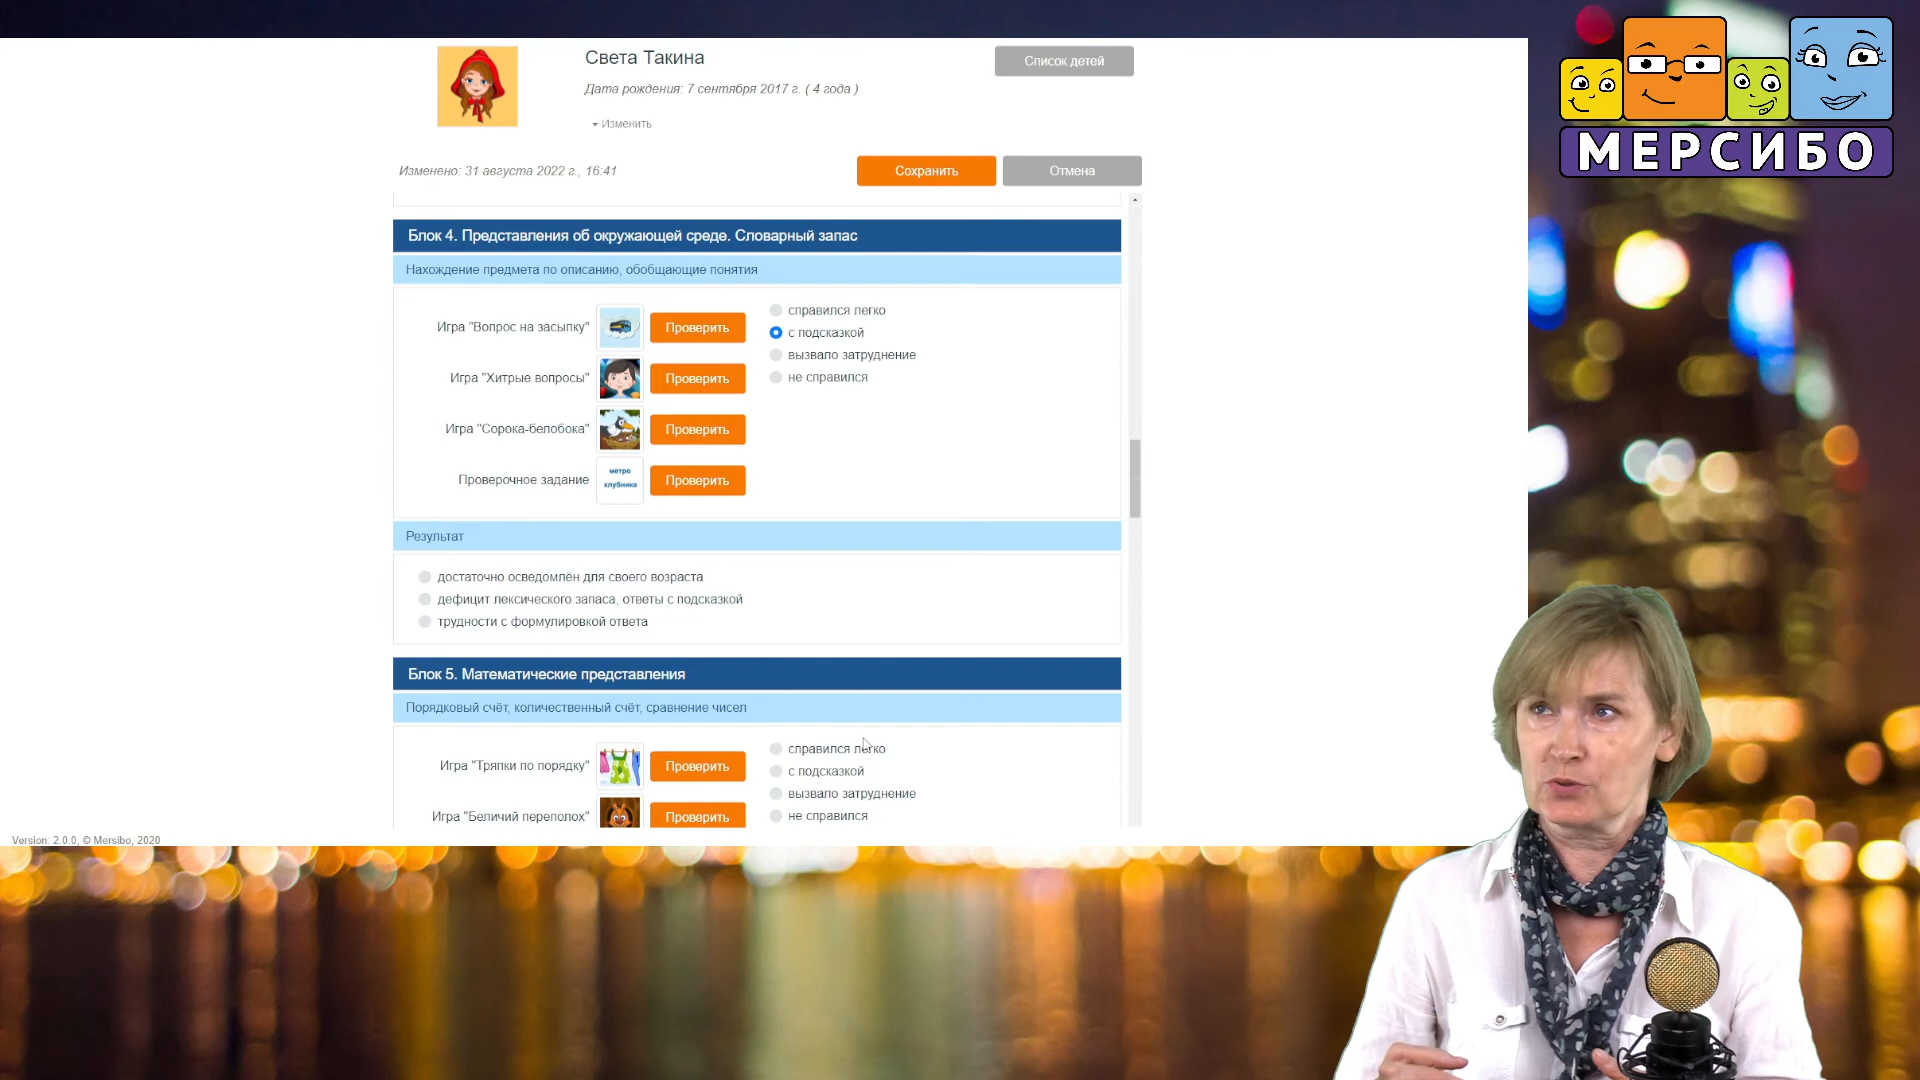 Света Такина
Список детей
Дата рождения: 7 сентября 2017 г. ( 4 года )
Изменить
МЕРСИБО
Изменено: 31 августа 2022 г., 16:41
Сохранить
Отмена
Блок 4. Представления об окружающей среде. Словарный запас
Нахождение предмета по описанию, обобщающие понятия
справился легко
Игра "Вопрос на засыпку"
Проверить
с подсказкой
вызвало затруднение
Игра "Хитрые вопросы"
Проверить
не справился
Игра "Сорока-белобока"
Проверить
Проверочное задание
метро
клубника
Проверить
Результат
достаточно осведомлён для своего возраста
дефицит лексического запаса, ответы с подсказкой
трудности с формулировкой ответа
Блок 5. Математические представления
Порядковый счёт, количественный счёт, сравнение чисел
справился легко
Игра "Тряпки по порядку"
Проверить
с подсказкой
вызвало затруднение
Игра "Беличий переполох"
Проверить
не справился
Version: 2.0.0, © Mersibo, 2020